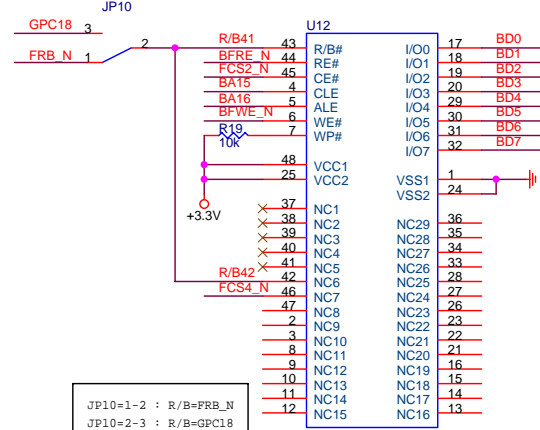 JP10
GPC18 3
FRB_N 1 2
U12
R/B41 43 R/B# I/O0 17 BD0
BFRE_N 44 RE# I/O1 18 BD1
FCS2_N 45 CE# I/O2 19 BD2
BA15 4 CLE I/O3 20 BD3
BA16 5 ALE I/O4 29 BD4
BFWE_N 6 WE# I/O5 30 BD5
R19 10k 7 WP# I/O6 31 BD6
I/O7 32 BD7
48 VCC1
25 VCC2 VSS1 1
VSS2 24
+3.3V
37 NC1
38 NC2 NC29 36
39 NC3 NC28 35
40 NC4 NC27 34
41 NC5 NC26 33
R/B42 42 NC6 NC25 28
FCS4_N 46 NC7 NC24 27
47 NC8 NC23 26
2 NC9 NC22 23
3 NC10 NC21 22
8 NC11 NC20 21
9 NC12 NC19 16
10 NC13 NC18 15
11 NC14 NC17 14
12 NC15 NC16 13
JP10=1-2 : R/B=FRB_N
JP10=2-3 : R/B=GPC18